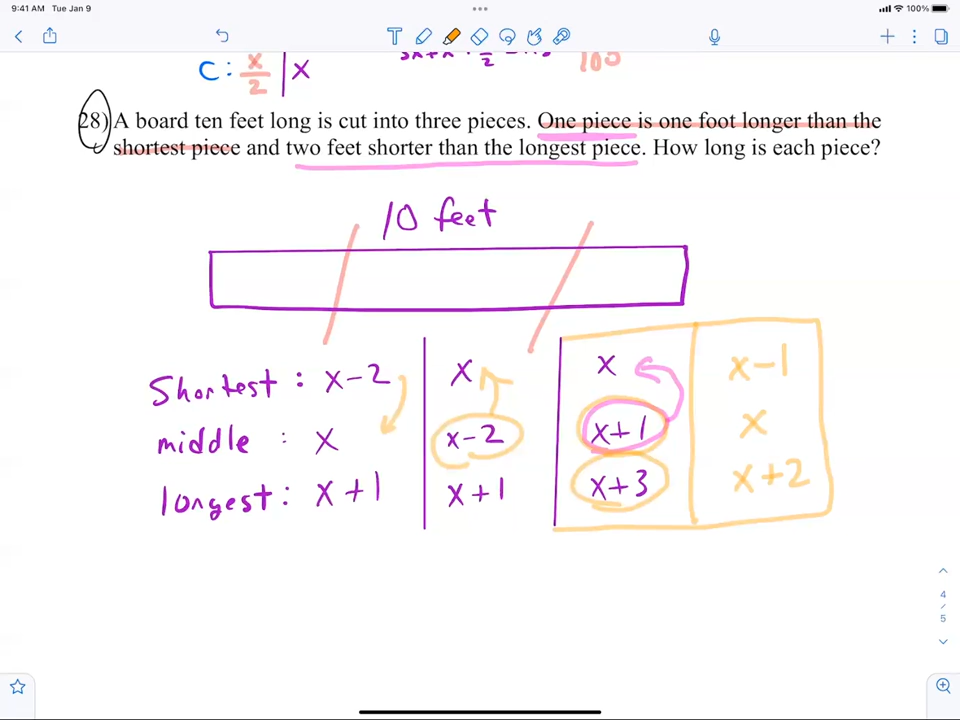 9:41 AM Tue Jan 9
100%
C: x/2 | x
100
28) A board ten feet long is cut into three pieces. One piece is one foot longer than the
shortest piece and two feet shorter than the longest piece. How long is each piece?
10 feet
Shortest : x-2 x x x-1
middle : x x-2 x+1 x
longest : x+1 x+1 x+3 x+2
4
/
5